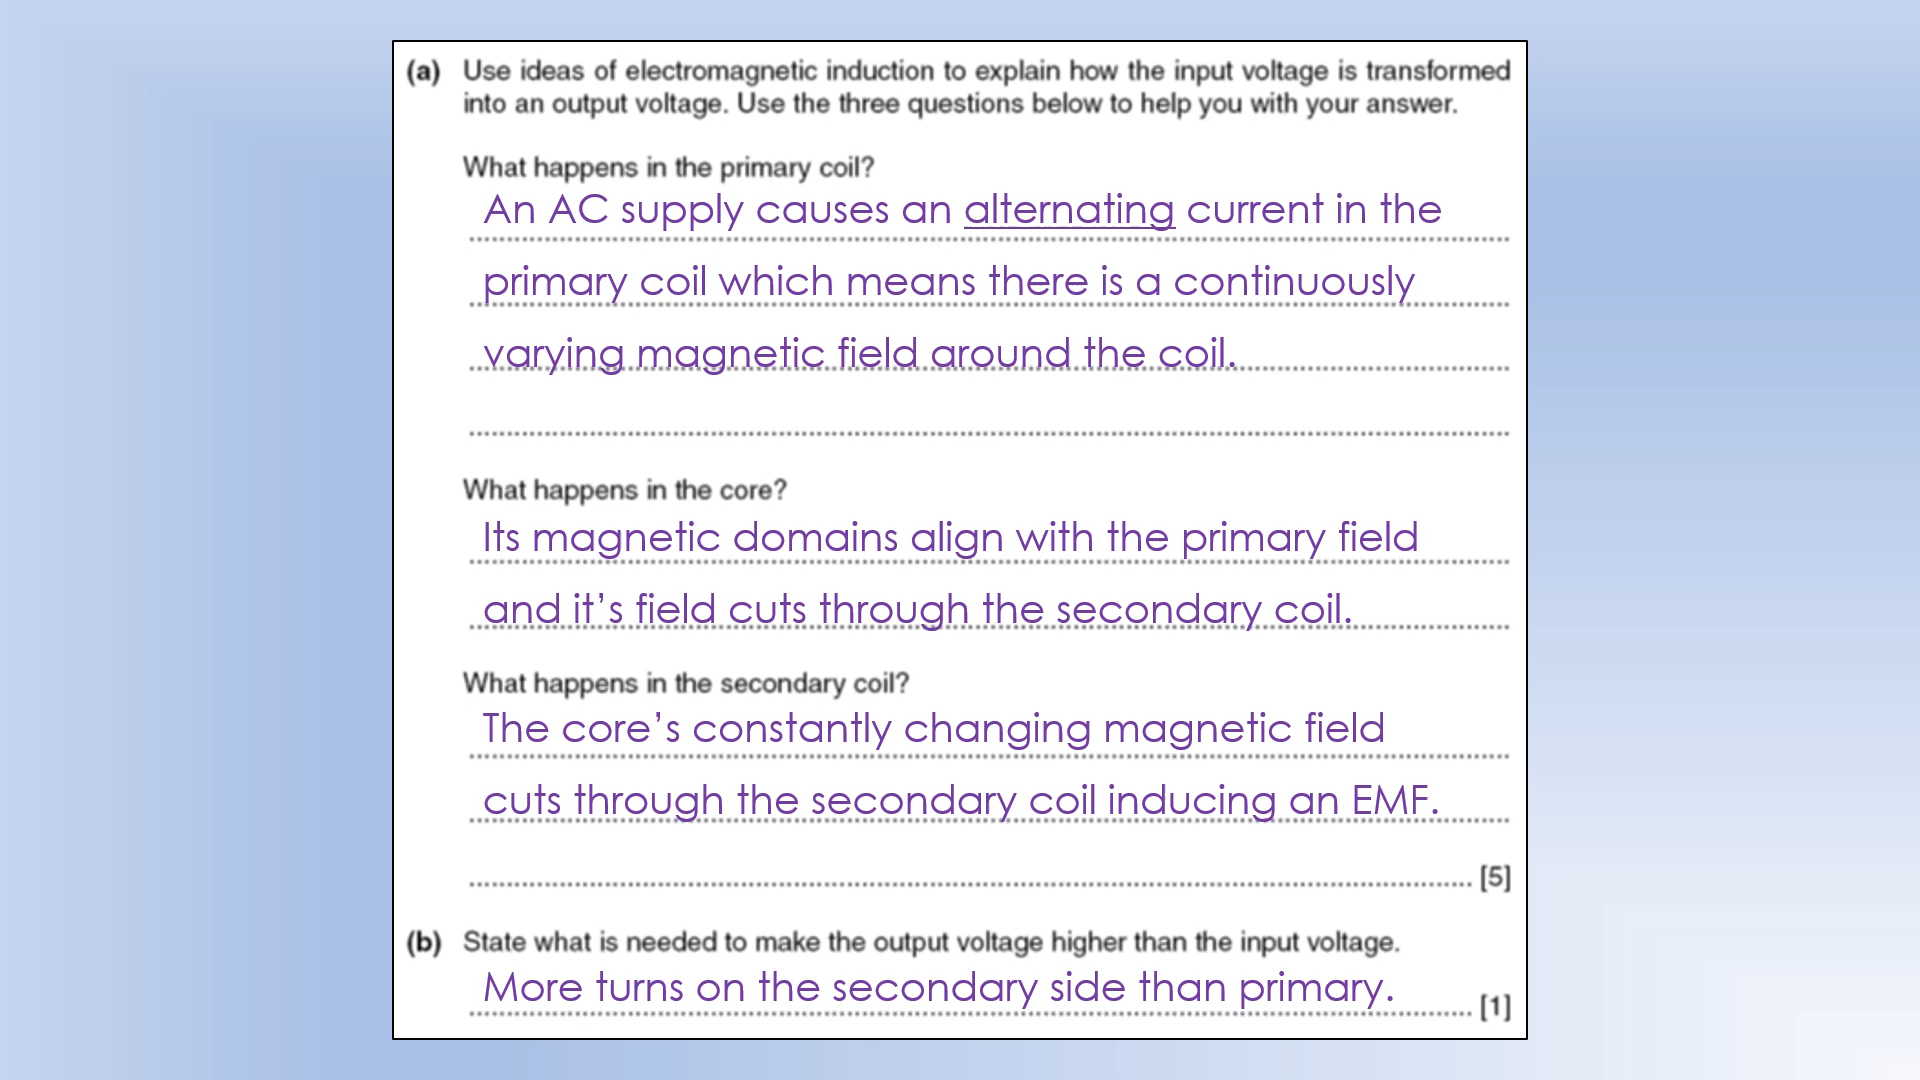 (a) Use ideas of electromagnetic induction to explain how the input voltage is transformed
into an output voltage. Use the three questions below to help you with your answer.
What happens in the primary coil?
An AC supply causes an alternating current in the
primary coil which means there is a continuously
varying magnetic field around the coil.
What happens in the core?
Its magnetic domains align with the primary field
and it’s field cuts through the secondary coil.
What happens in the secondary coil?
The core’s constantly changing magnetic field
cuts through the secondary coil inducing an EMF.
[5]
(b) State what is needed to make the output voltage higher than the input voltage.
More turns on the secondary side than primary.
[1]